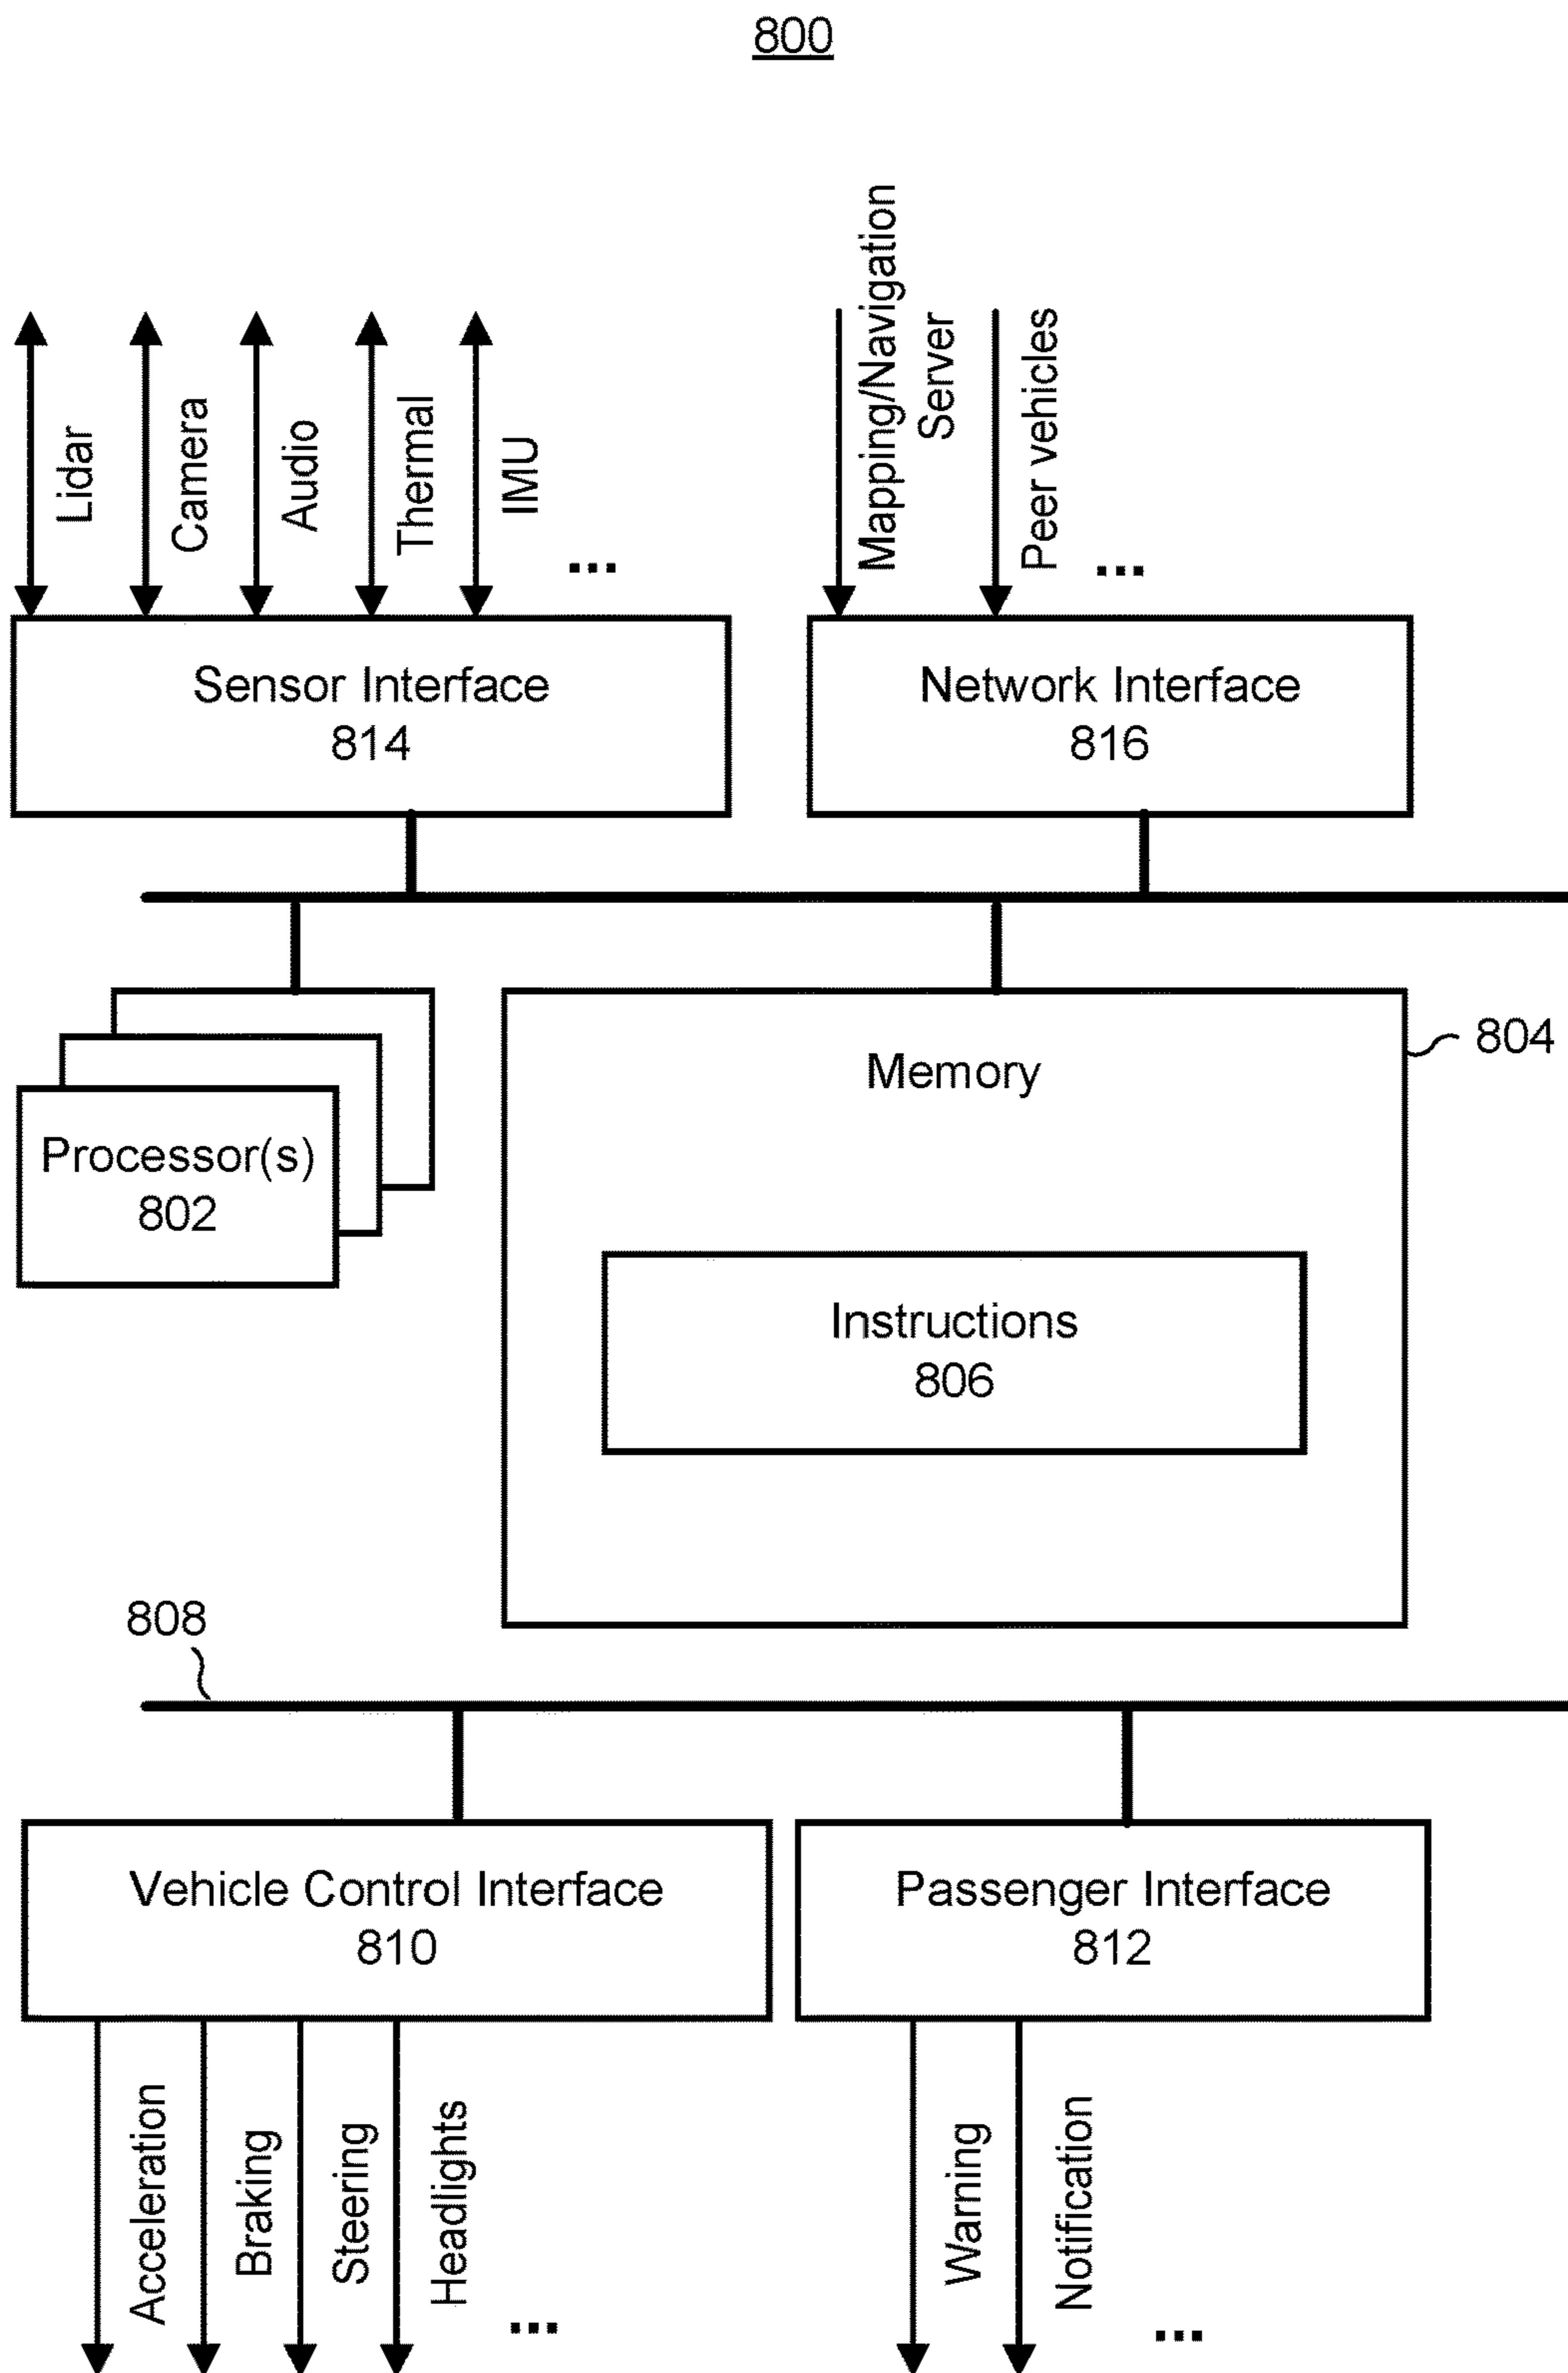 800
Lidar
Camera
Audio
Thermal
IMU
...
Mapping/Navigation
Server
Peer vehicles
...
Sensor Interface
814
Network Interface
816
Processor(s)
802
Memory
804
Instructions
806
808
Vehicle Control Interface
810
Passenger Interface
812
Acceleration
Braking
Steering
Headlights
...
Warning
Notification
...